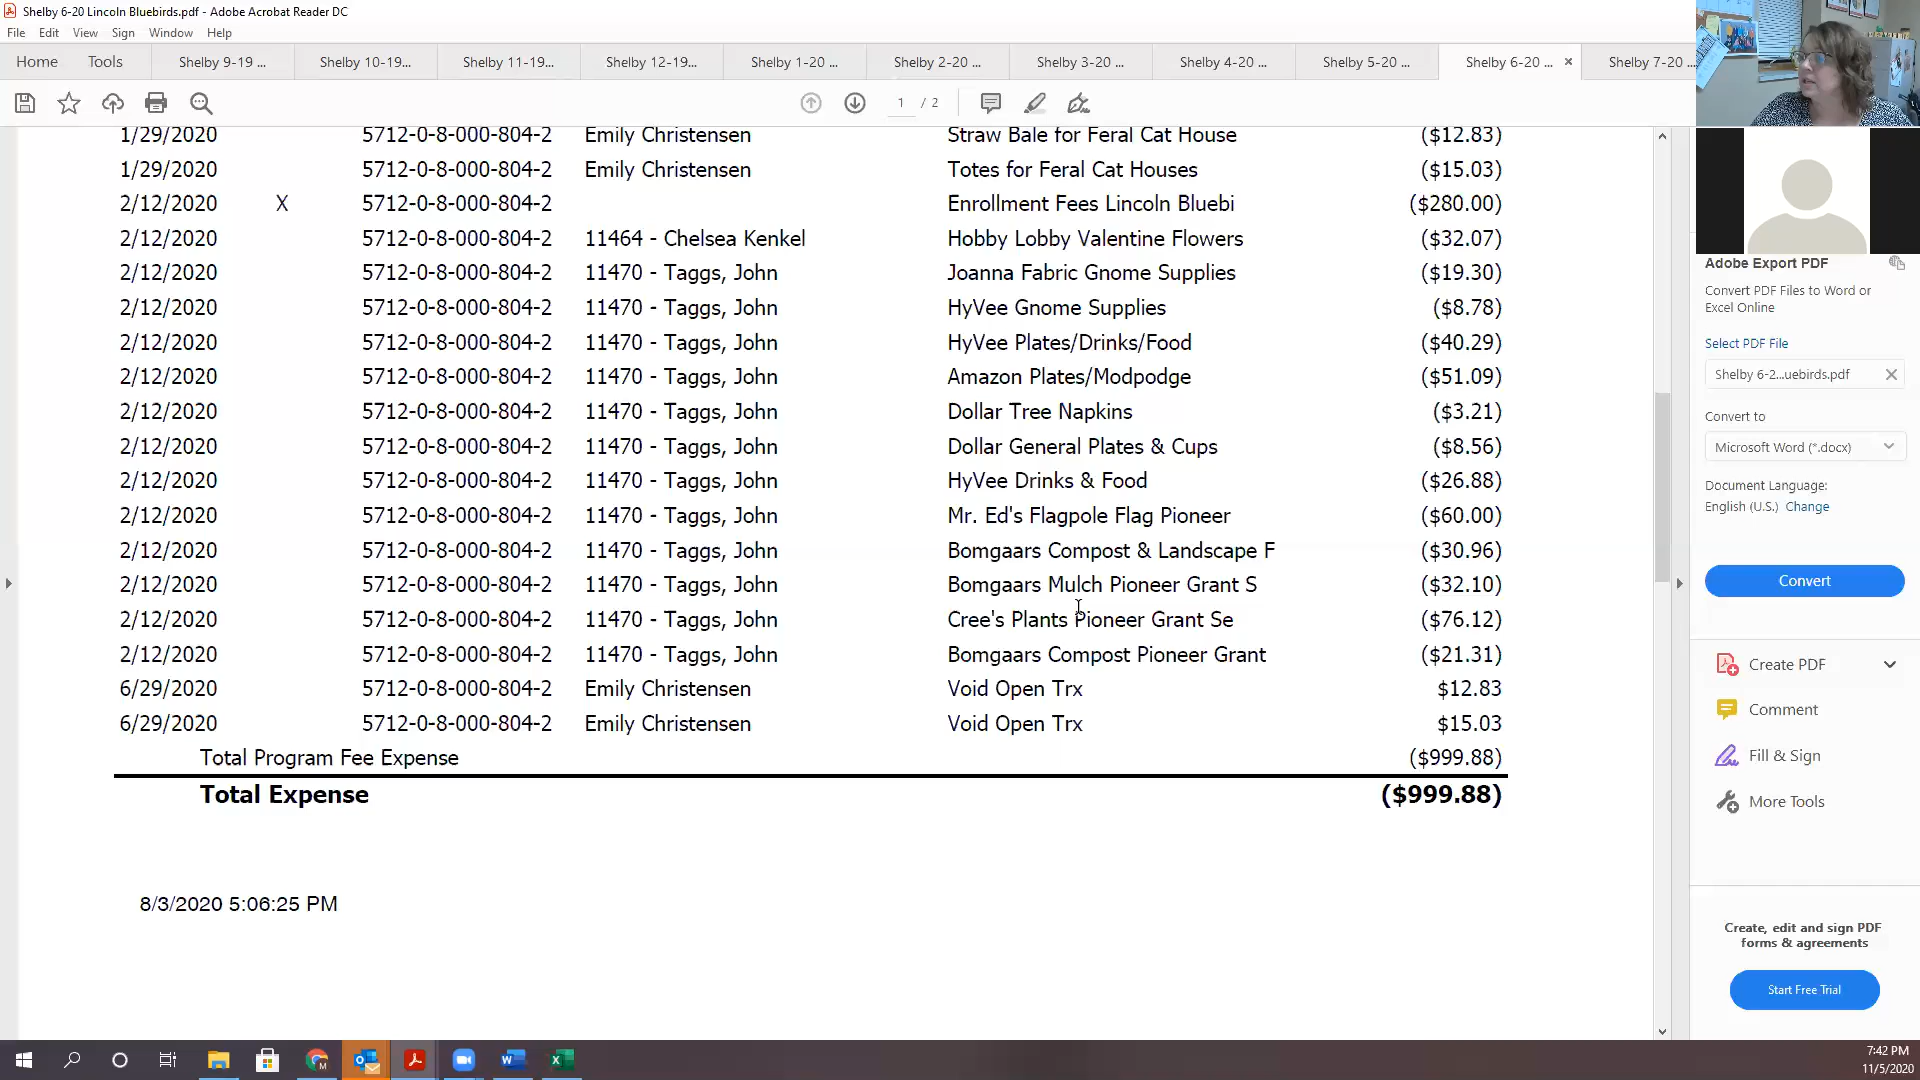 Shelby 6-20 Lincoln Bluebirds.pdf - Adobe Acrobat Reader DC
File Edit View Sign Window Help
Home Tools Shelby 9-19 ... Shelby 10-19... Shelby 11-19... Shelby 12-19... Shelby 1-20 ... Shelby 2-20 ... Shelby 3-20 ... Shelby 4-20 ... Shelby 5-20 ... Shelby 6-20 ... × Shelby 7-20 ...
1 / 2
1/29/2020 5712-0-8-000-804-2 Emily Christensen Straw Bale for Feral Cat House ($12.83)
1/29/2020 5712-0-8-000-804-2 Emily Christensen Totes for Feral Cat Houses ($15.03)
2/12/2020 X 5712-0-8-000-804-2 Enrollment Fees Lincoln Bluebi ($280.00)
2/12/2020 5712-0-8-000-804-2 11464 - Chelsea Kenkel Hobby Lobby Valentine Flowers ($32.07)
2/12/2020 5712-0-8-000-804-2 11470 - Taggs, John Joanna Fabric Gnome Supplies ($19.30)
2/12/2020 5712-0-8-000-804-2 11470 - Taggs, John HyVee Gnome Supplies ($8.78)
2/12/2020 5712-0-8-000-804-2 11470 - Taggs, John HyVee Plates/Drinks/Food ($40.29)
2/12/2020 5712-0-8-000-804-2 11470 - Taggs, John Amazon Plates/Modpodge ($51.09)
2/12/2020 5712-0-8-000-804-2 11470 - Taggs, John Dollar Tree Napkins ($3.21)
2/12/2020 5712-0-8-000-804-2 11470 - Taggs, John Dollar General Plates & Cups ($8.56)
2/12/2020 5712-0-8-000-804-2 11470 - Taggs, John HyVee Drinks & Food ($26.88)
2/12/2020 5712-0-8-000-804-2 11470 - Taggs, John Mr. Ed's Flagpole Flag Pioneer ($60.00)
2/12/2020 5712-0-8-000-804-2 11470 - Taggs, John Bomgaars Compost & Landscape F ($30.96)
2/12/2020 5712-0-8-000-804-2 11470 - Taggs, John Bomgaars Mulch Pioneer Grant S ($32.10)
2/12/2020 5712-0-8-000-804-2 11470 - Taggs, John Cree's Plants Pioneer Grant Se ($76.12)
2/12/2020 5712-0-8-000-804-2 11470 - Taggs, John Bomgaars Compost Pioneer Grant ($21.31)
6/29/2020 5712-0-8-000-804-2 Emily Christensen Void Open Trx $12.83
6/29/2020 5712-0-8-000-804-2 Emily Christensen Void Open Trx $15.03
Total Program Fee Expense ($999.88)
Total Expense ($999.88)
8/3/2020 5:06:25 PM
Adobe Export PDF
Convert PDF Files to Word or
Excel Online
Select PDF File
Shelby 6-2...uebirds.pdf ×
Convert to
Microsoft Word (*.docx)
Document Language:
English (U.S.) Change
Convert
Create PDF
Comment
Fill & Sign
More Tools
Create, edit and sign PDF
forms & agreements
Start Free Trial
7:42 PM
11/5/2020